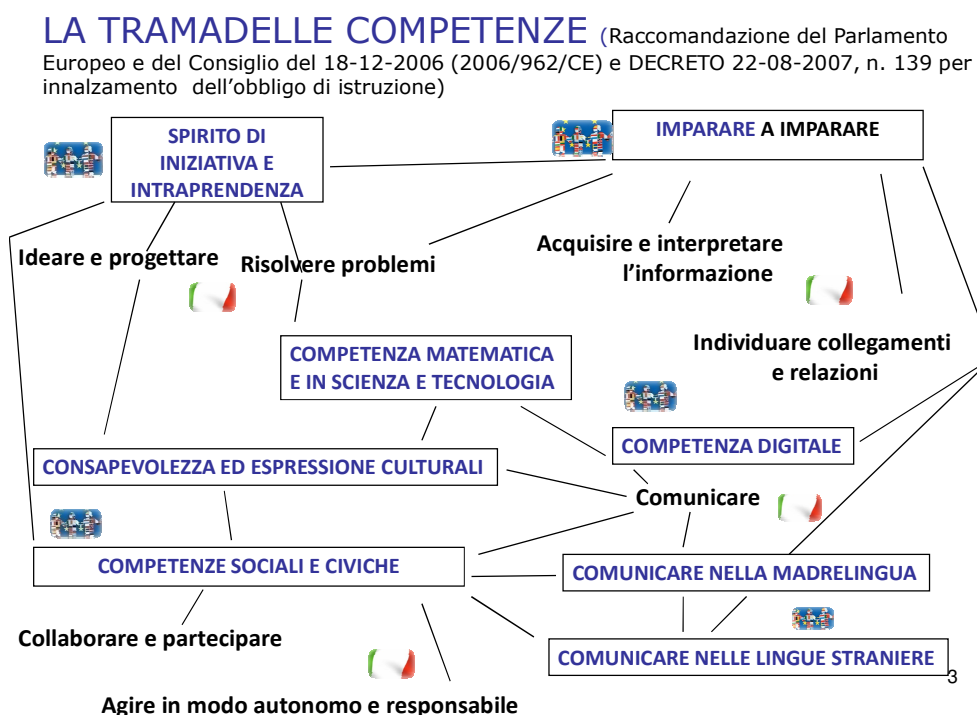 LA TRAMADELLE COMPETENZE (Raccomandazione del Parlamento
Europeo e del Consiglio del 18-12-2006 (2006/962/CE) e DECRETO 22-08-2007, n. 139 per
innalzamento dell'obbligo di istruzione)
SPIRITO DI
INIZIATIVA E
INTRAPRENDENZA
IMPARARE A IMPARARE
Ideare e progettare
Risolvere problemi
Acquisire e interpretare
l'informazione
COMPETENZA MATEMATICA
E IN SCIENZA E TECNOLOGIA
Individuare collegamenti
e relazioni
CONSAPEVOLEZZA ED ESPRESSIONE CULTURALI
COMPETENZA DIGITALE
Comunicare
COMPETENZE SOCIALI E CIVICHE
COMUNICARE NELLA MADRELINGUA
Collaborare e partecipare
COMUNICARE NELLE LINGUE STRANIERE
3
Agire in modo autonomo e responsabile